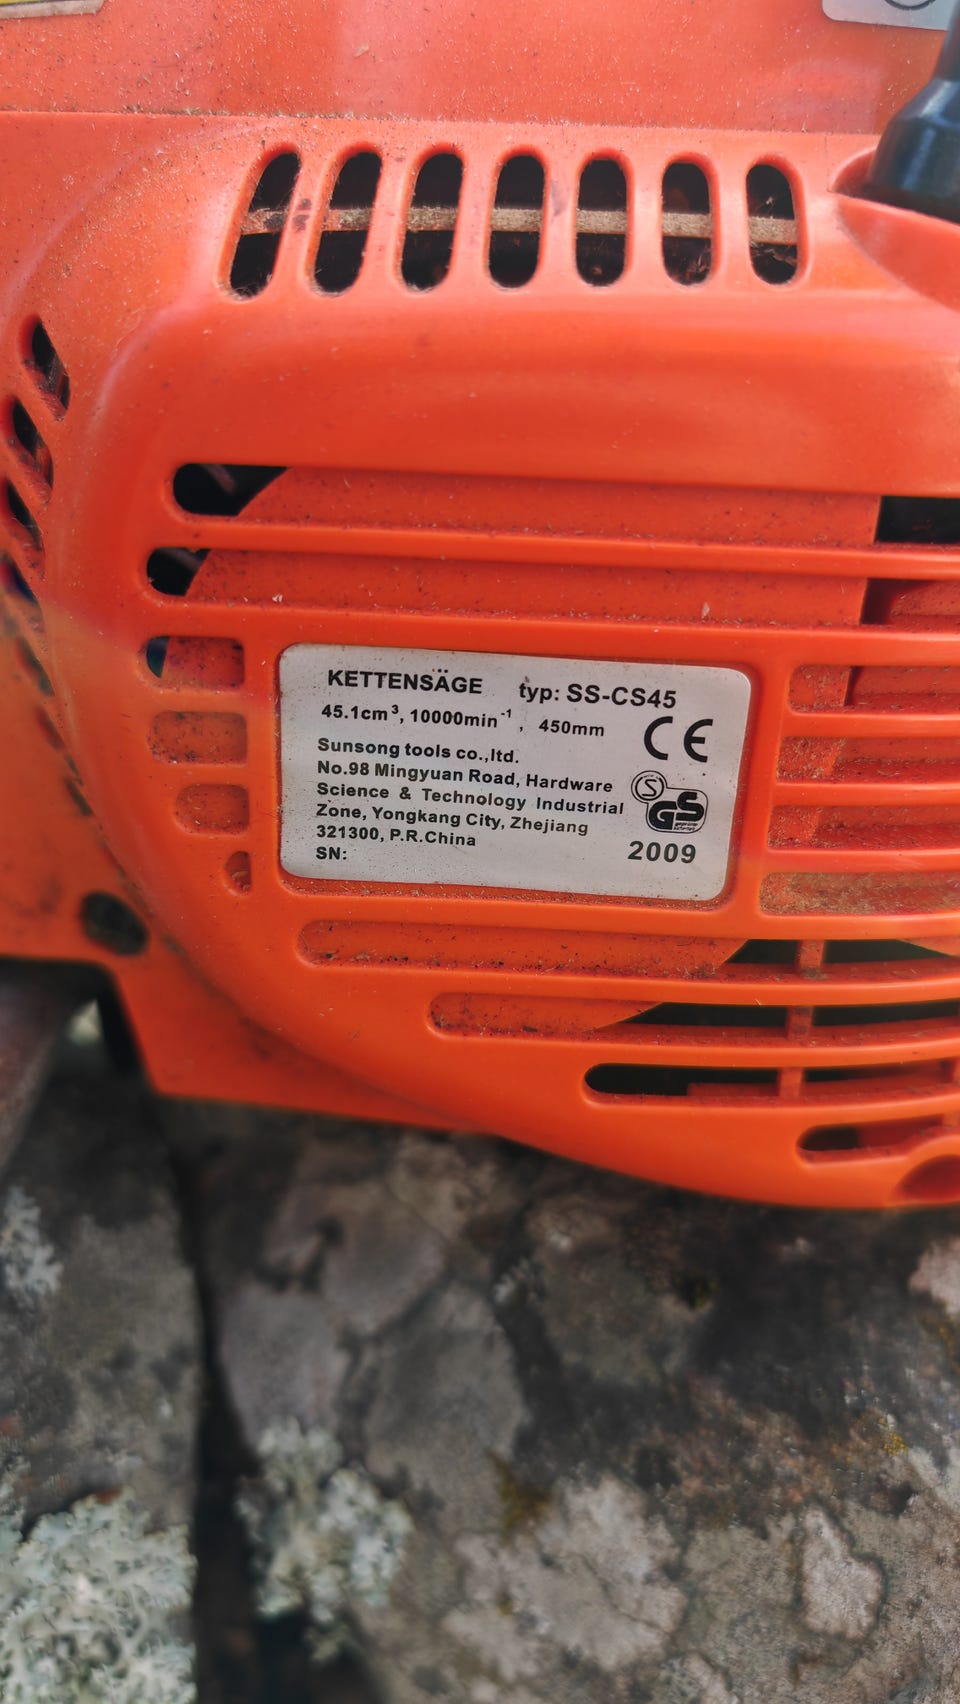 KETTENSÄGE typ: SS-CS45
45.1cm³, 10000min⁻¹, 450mm
CE
Sunsong tools co.,ltd.
No.98 Mingyuan Road, Hardware
Science & Technology Industrial
Zone, Yongkang City, Zhejiang
321300, P.R.China
SN:
S
GS
2009